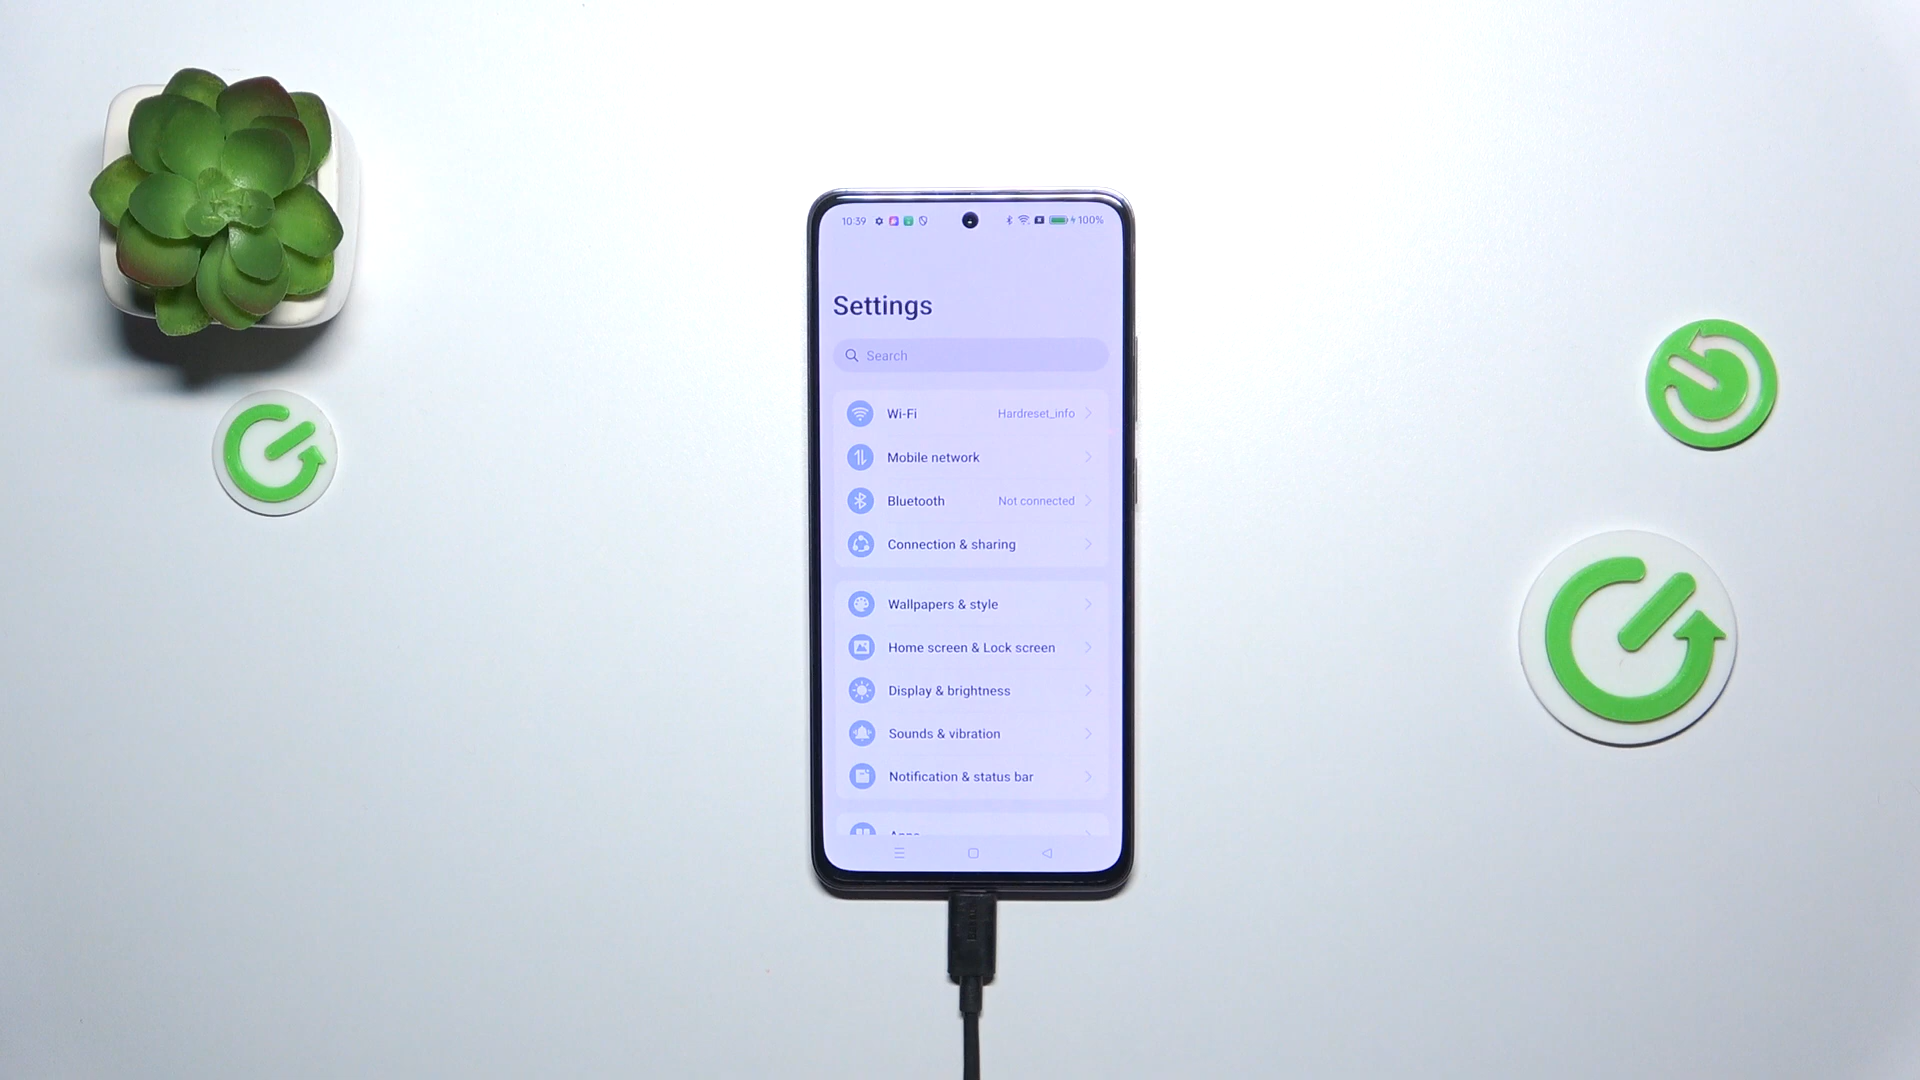 10:39 100%
Settings
Search
Wi-Fi Hardreset_info
Mobile network
Bluetooth Not connected
Connection & sharing
Wallpapers & style
Home screen & Lock screen
Display & brightness
Sounds & vibration
Notification & status bar
Apps